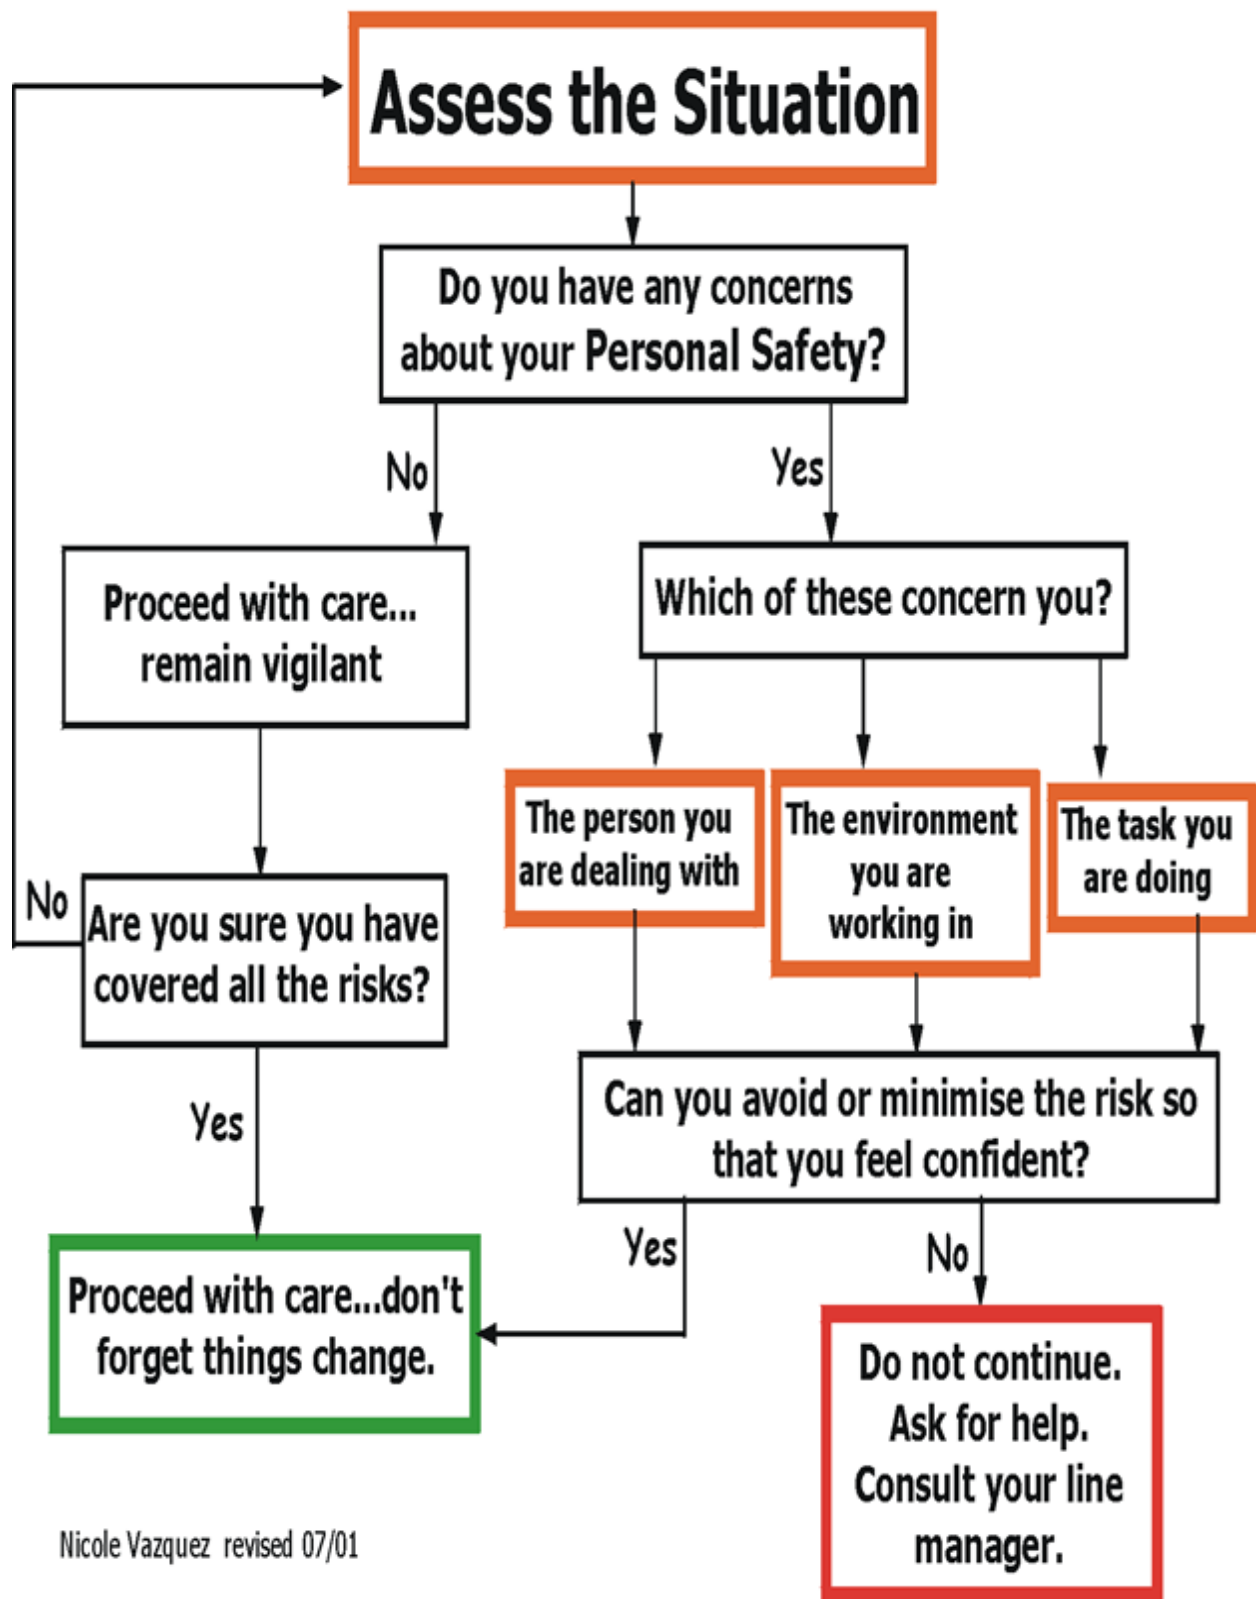 Assess the Situation
Do you have any concerns
about your Personal Safety?
No
Yes
Proceed with care...
remain vigilant
Which of these concern you?
The person you
are dealing with
The environment
you are
working in
The task you
are doing
No
Are you sure you have
covered all the risks?
Can you avoid or minimise the risk so
that you feel confident?
Yes
Yes
No
Proceed with care...don't
forget things change.
Do not continue.
Ask for help.
Consult your line
manager.
Nicole Vazquez revised 07/01